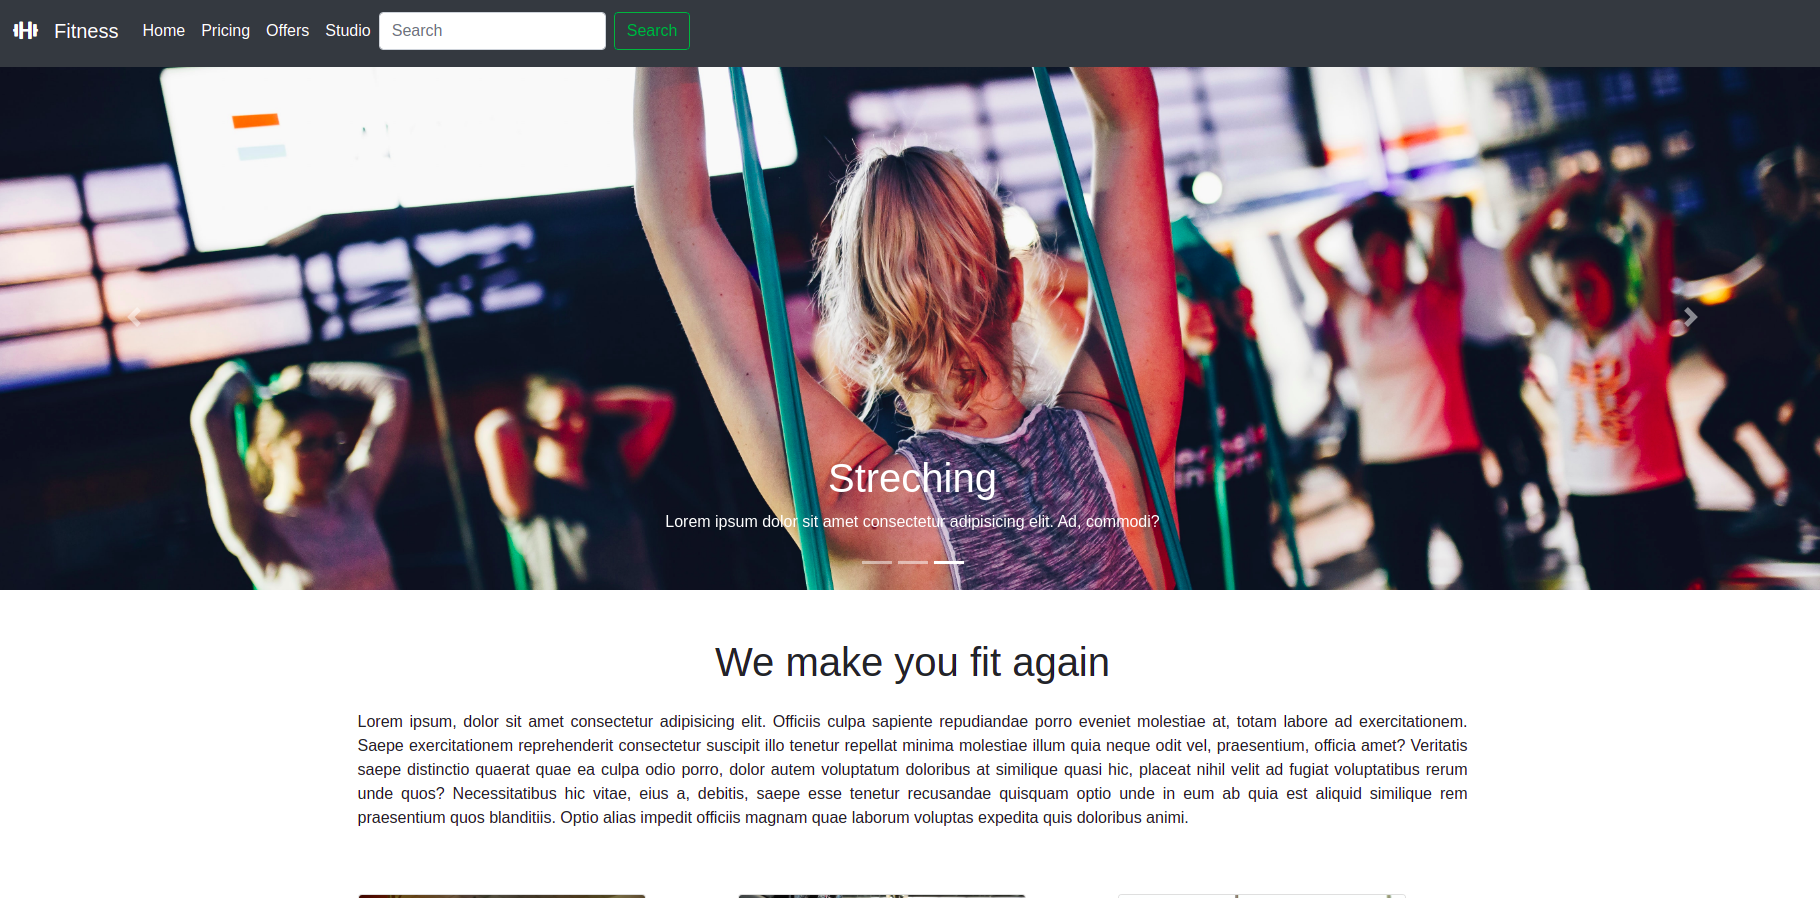 Fitness Home Pricing Offers Studio Search Search
Streching
Lorem ipsum dolor sit amet consectetur adipisicing elit. Ad, commodi?
We make you fit again
Lorem ipsum, dolor sit amet consectetur adipisicing elit. Officiis culpa sapiente repudiandae porro eveniet molestiae at, totam labore ad exercitationem.
Saepe exercitationem reprehenderit consectetur suscipit illo tenetur repellat minima molestiae illum quia neque odit vel, praesentium, officia amet? Veritatis
saepe distinctio quaerat quae ea culpa odio porro, dolor autem voluptatum doloribus at similique quasi hic, placeat nihil velit ad fugiat voluptatibus rerum
unde quos? Necessitatibus hic vitae, eius a, debitis, saepe esse tenetur recusandae quisquam optio unde in eum ab quia est aliquid similique rem
praesentium quos blanditiis. Optio alias impedit officiis magnam quae laborum voluptas expedita quis doloribus animi.